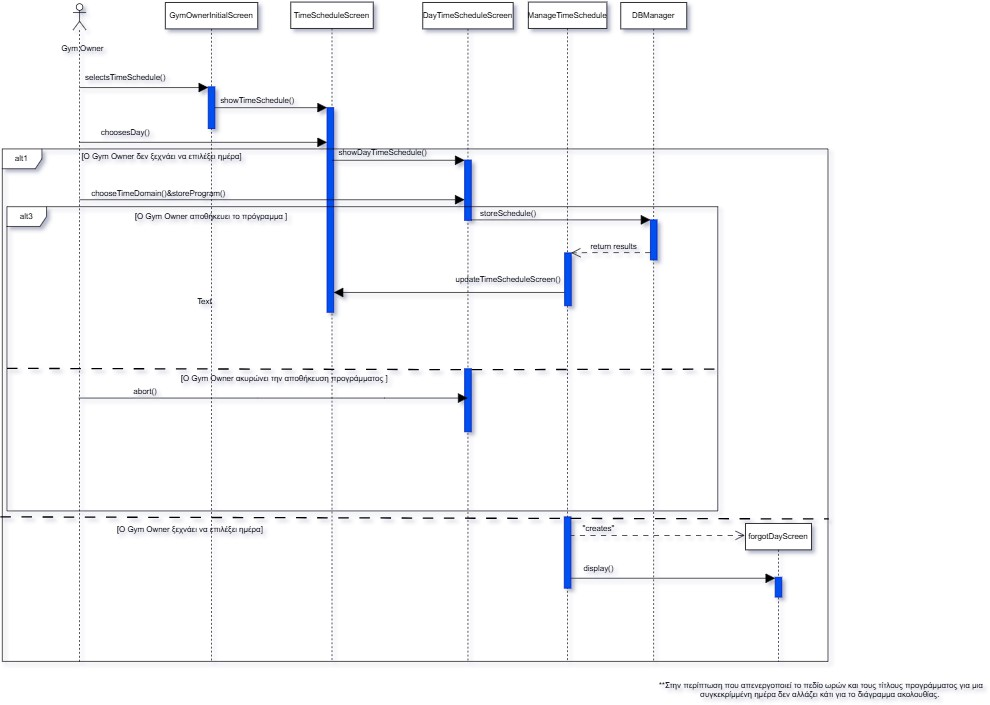 GymOwnerInitialScreen
TimeScheduleScreen
DayTimeScheduleScreen
ManageTimeSchedule
DBManager
Gym Owner
selectsTimeSchedule()
showTimeSchedule()
choosesDay()
alt1
[Ο Gym Owner δεν ξεχνάει να επιλέξει ημέρα]
showDayTimeSchedule()
chooseTimeDomain()&storeProgram()
alt3
[Ο Gym Owner αποθηκευει το πρόγραμμα ]
storeSchedule()
return results
updateTimeScheduleScreen()
Text
[Ο Gym Owner ακυρώνει την αποθήκευση προγράμματος ]
abort()
[Ο Gym Owner ξεχνάει να επιλέξει ημέρα]
"creates"
forgotDayScreen
display()
**Στην περίπτωση που απενεργοποιεί το πεδίο ωρών και τους τίτλους προγράμματος για μια
συγκεκριμμένη ημέρα δεν αλλάζει κάτι για το διάγραμμα ακολουθίας.